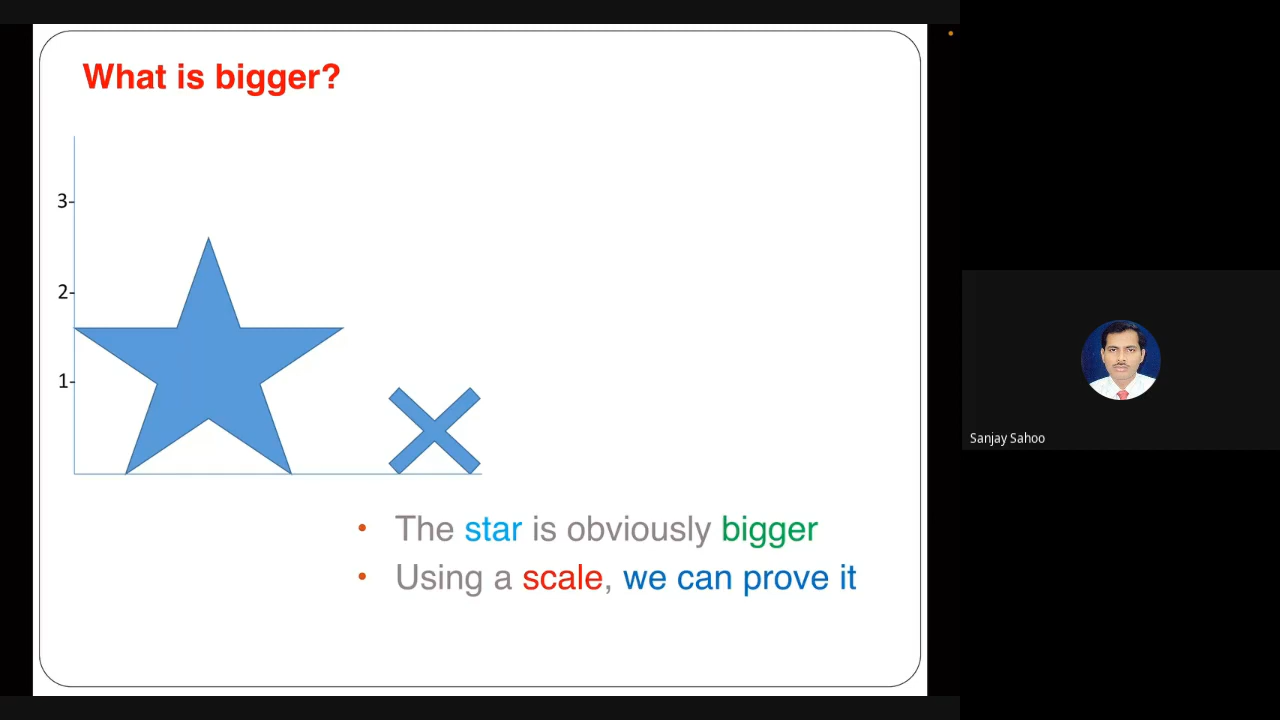 What is bigger?
3
2
1
The star is obviously bigger
Using a scale, we can prove it
Sanjay Sahoo